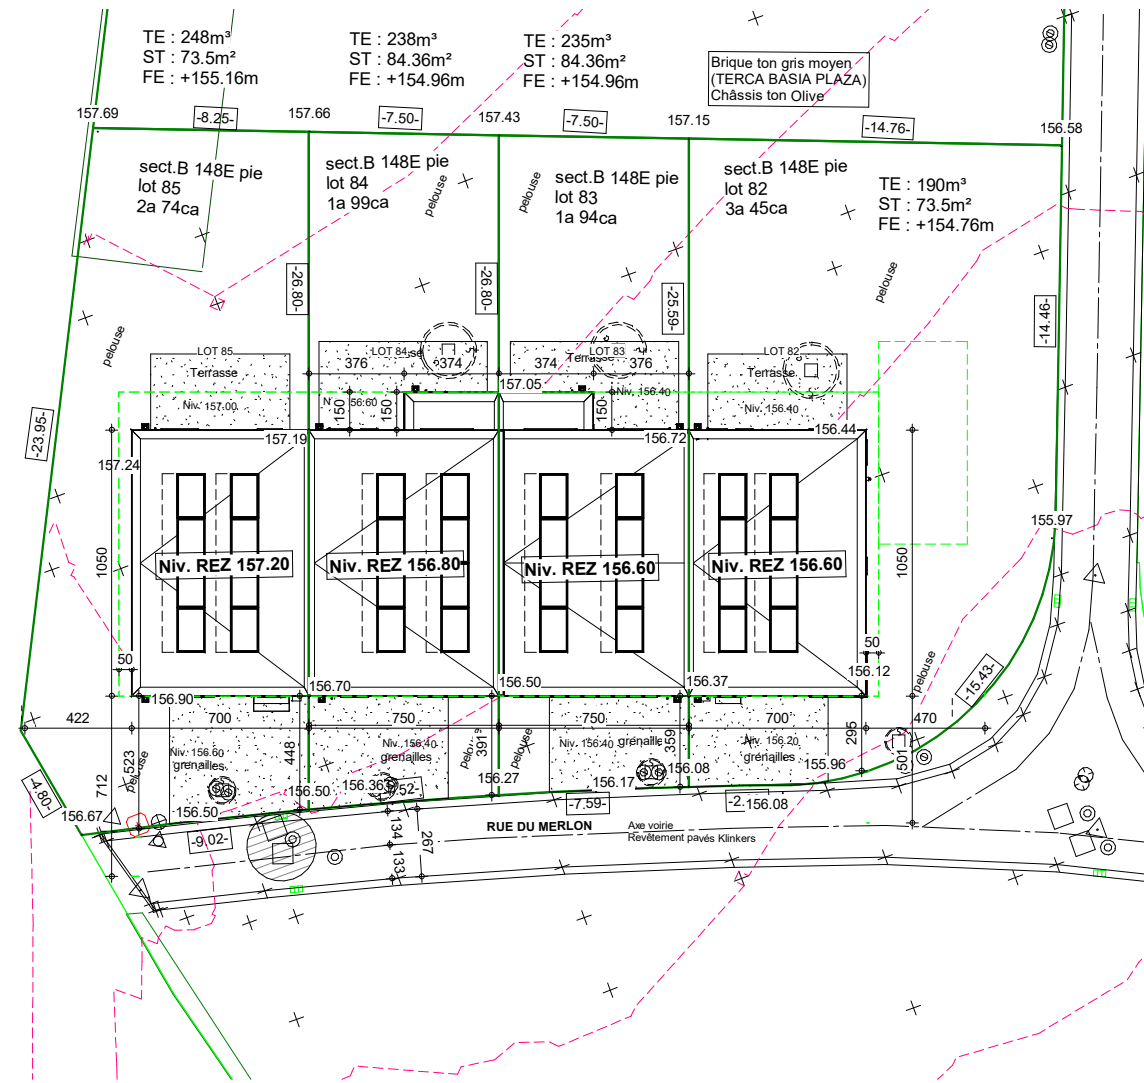 TE : 248m³
ST : 73.5m²
FE : +155.16m
TE : 238m³
ST : 84.36m²
FE : +154.96m
TE : 235m³
ST : 84.36m²
FE : +154.96m
Brique ton gris moyen
(TERCA BASIA PLAZA)
Châssis ton Olive
157.69
-8.25-
157.66
-7.50-
157.43
-7.50-
157.15
-14.76-
156.58
sect.B 148E pie
lot 85
2a 74ca
sect.B 148E pie
lot 84
1a 99ca
pelouse
pelouse
sect.B 148E pie
lot 83
1a 94ca
sect.B 148E pie
lot 82
3a 45ca
TE : 190m³
ST : 73.5m²
FE : +154.76m
-26.80-
-26.80-
-25.59-
pelouse
-14.46-
pelouse
LOT 85
Terrasse
Niv. 157.00
LOT 84
376
374
LOT 83
374
376
LOT 82
Terrasse
Niv. 156.40
157.05
Niv. 156.40
150
150
150
-23.95-
157.24
157.19
156.72
156.44
155.97
1050
Niv. REZ 157.20
Niv. REZ 156.80
Niv. REZ 156.60
Niv. REZ 156.60
1050
50
50
156.12
pelouse
-15.43-
156.90
156.70
156.50
156.37
422
700
750
750
700
470
523
pelouse
Niv. 156.60
grenailles
448
Niv. 156.40
grenailles
391
pelouse
Niv. 156.40
grenaille
359
Niv. 156.20
grenailles
295
501
712
-4.80-
156.67
156.50
156.50
156.36
156.27
156.17
156.08
155.96
-9.02-
-7.59-
156.08
134
133
267
RUE DU MERLON
Axe voirie
Revêtement pavés Klinkers